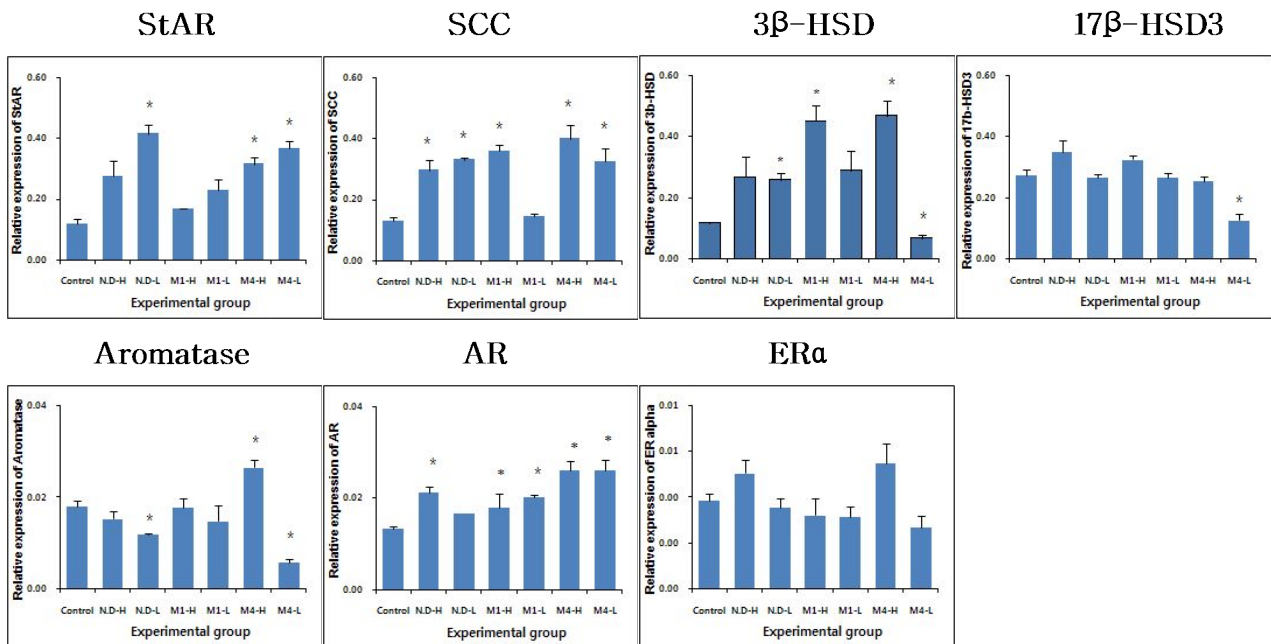 StAR
Relative expression of StAR
0.60
0.40
0.20
0.00
Control N.D-H N.D-L M1-H M1-L M4-H M4-L
Experimental group
* * *
SCC
Relative expression of SCC
0.60
0.40
0.20
0.00
Control N.D-H N.D-L M1-H M1-L M4-H M4-L
Experimental group
* * * * *
3β-HSD
Relative expression of 3b-HSD
0.60
0.40
0.20
0.00
Control N.D-H N.D-L M1-H M1-L M4-H M4-L
Experimental group
* * * *
17β-HSD3
Relative expression of 17b-HSD3
0.60
0.40
0.20
0.00
Control N.D-H N.D-L M1-H M1-L M4-H M4-L
Experimental group
*
Aromatase
Relative expression of Aromatase
0.04
0.02
0.00
Control N.D-H N.D-L M1-H M1-L M4-H M4-L
Experimental group
* * *
AR
Relative expression of AR
0.04
0.02
0.00
Control N.D-H N.D-L M1-H M1-L M4-H M4-L
Experimental group
* * * * *
ERα
Relative expression of ER alpha
0.01
0.01
0.00
0.00
0.00
Control N.D-H N.D-L M1-H M1-L M4-H M4-L
Experimental group